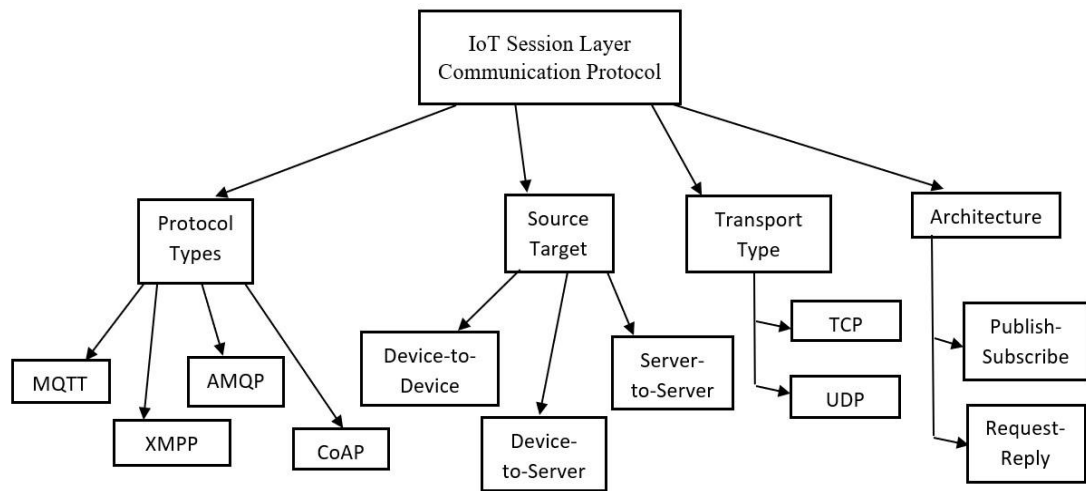 IoT Session Layer
Communication Protocol
Protocol
Types
Source
Target
Transport
Type
Architecture
MQTT
XMPP
AMQP
CoAP
Device-to-
Device
Device-
to-Server
Server-
to-Server
TCP
UDP
Publish-
Subscribe
Request-
Reply